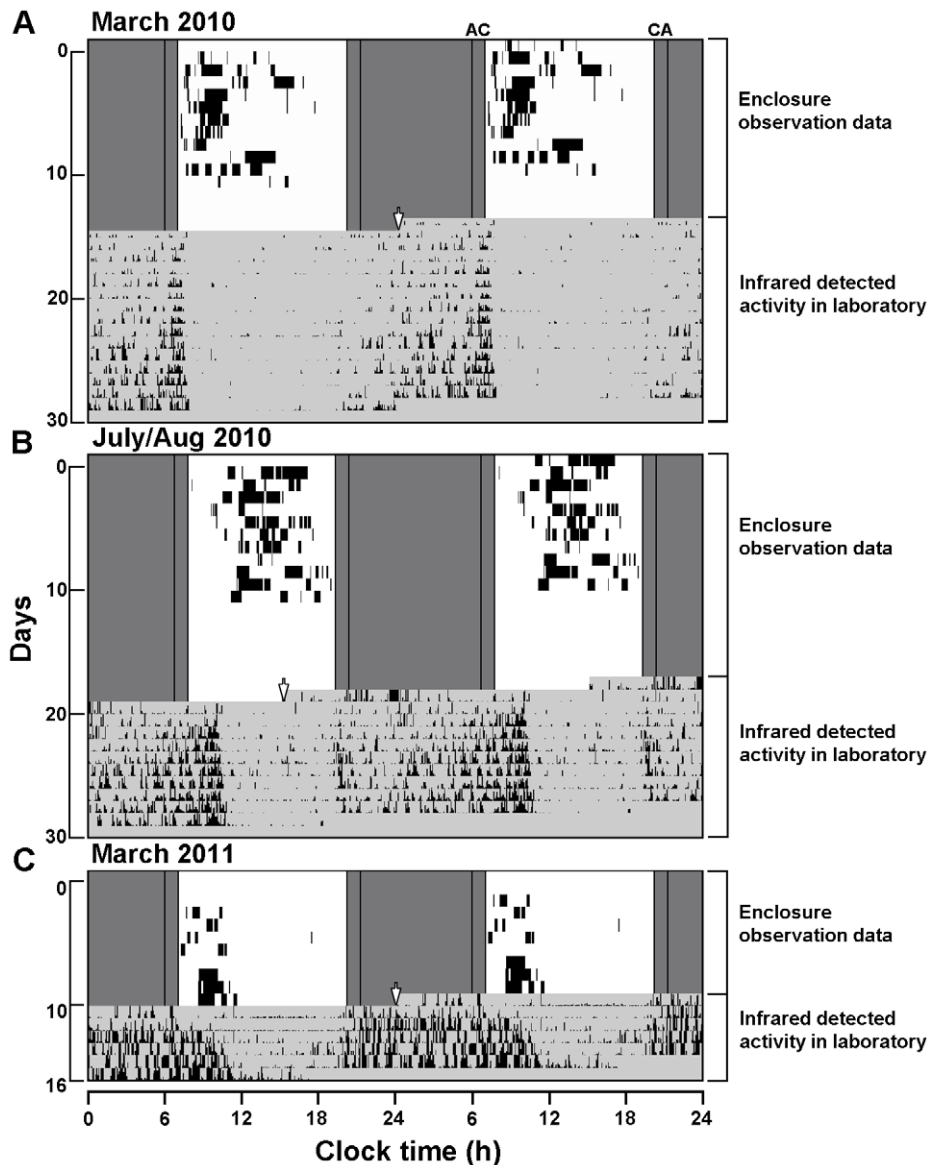 A
March 2010
AC
CA
0
10
20
30
Enclosure
observation data
Infrared detected
activity in laboratory
B
July/Aug 2010
0
10
20
30
Days
Enclosure
observation data
Infrared detected
activity in laboratory
C
March 2011
0
10
16
Enclosure
observation data
Infrared detected
activity in laboratory
0 6 12 18 24 6 12 18 24
Clock time (h)